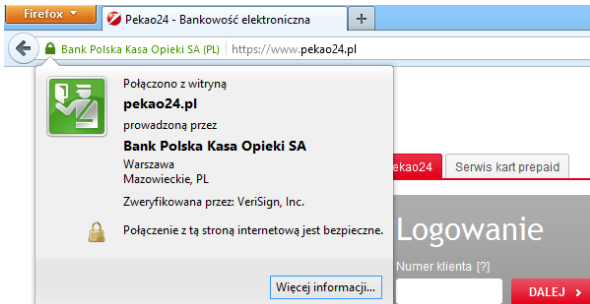 Firefox
Pekao24 - Bankowość elektroniczna
Bank Polska Kasa Opieki SA (PL) https://www.pekao24.pl
Połączono z witryną
pekao24.pl
prowadzoną przez
Bank Polska Kasa Opieki SA
Warszawa
Mazowieckie, PL
Zweryfikowana przez: VeriSign, Inc.
Połączenie z tą stroną internetową jest bezpieczne.
Więcej informacji...
ekao24 Serwis kart prepaid
Logowanie
Numer klienta [?]
DALEJ